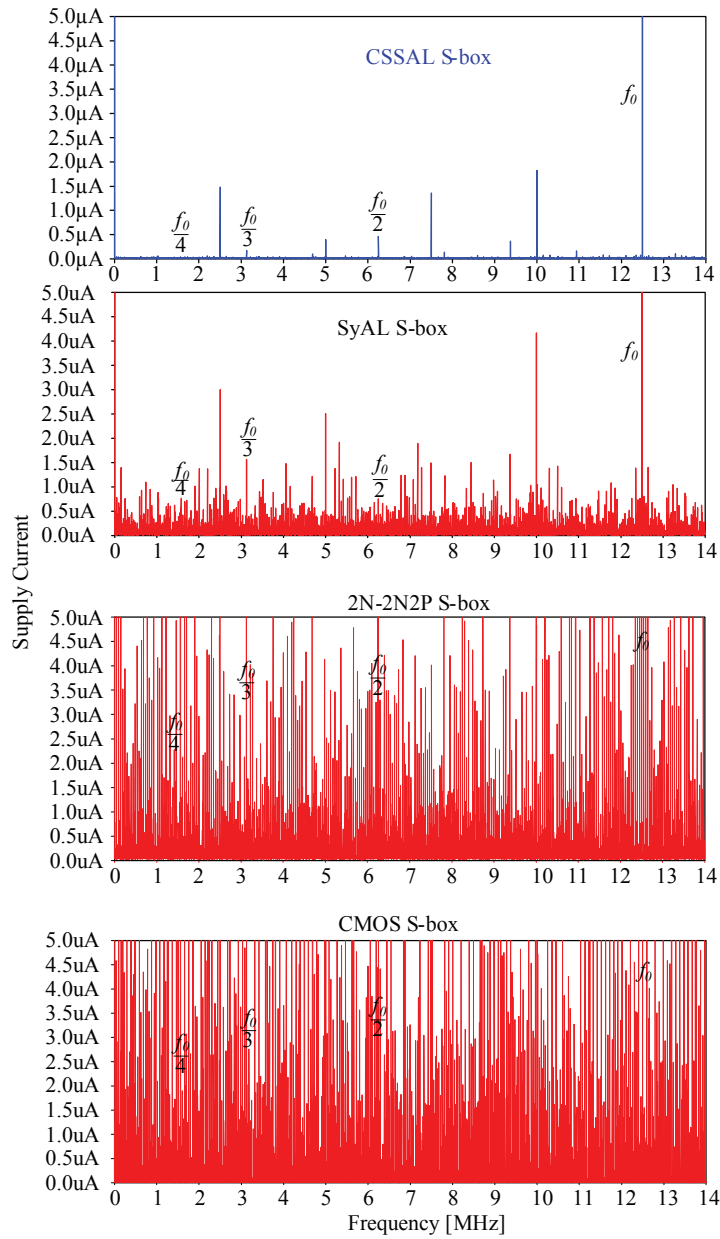 5.0µA
4.5µA
4.0µA
3.5µA
3.0µA
2.5µA
2.0µA
1.5µA
1.0µA
0.5µA
0.0µA
CSSAL S-box
f0
f0
4
f0
3
f0
2
0 1 2 3 4 5 6 7 8 9 10 11 12 13 14
5.0uA
4.5uA
4.0uA
3.5uA
3.0uA
2.5uA
2.0uA
1.5uA
1.0uA
0.5uA
0.0uA
SyAL S-box
f0
f0
4
f0
3
f0
2
0 1 2 3 4 5 6 7 8 9 10 11 12 13 14
Supply Current
2N-2N2P S-box
5.0uA
4.5uA
4.0uA
3.5uA
3.0uA
2.5uA
2.0uA
1.5uA
1.0uA
0.5uA
0.0uA
f0
f0
4
f0
3
f0
2
0 1 2 3 4 5 6 7 8 9 10 11 12 13 14
CMOS S-box
5.0uA
4.5uA
4.0uA
3.5uA
3.0uA
2.5uA
2.0uA
1.5uA
1.0uA
0.5uA
0.0uA
f0
f0
4
f0
3
f0
2
0 1 2 3 4 5 6 7 8 9 10 11 12 13 14
Frequency [MHz]